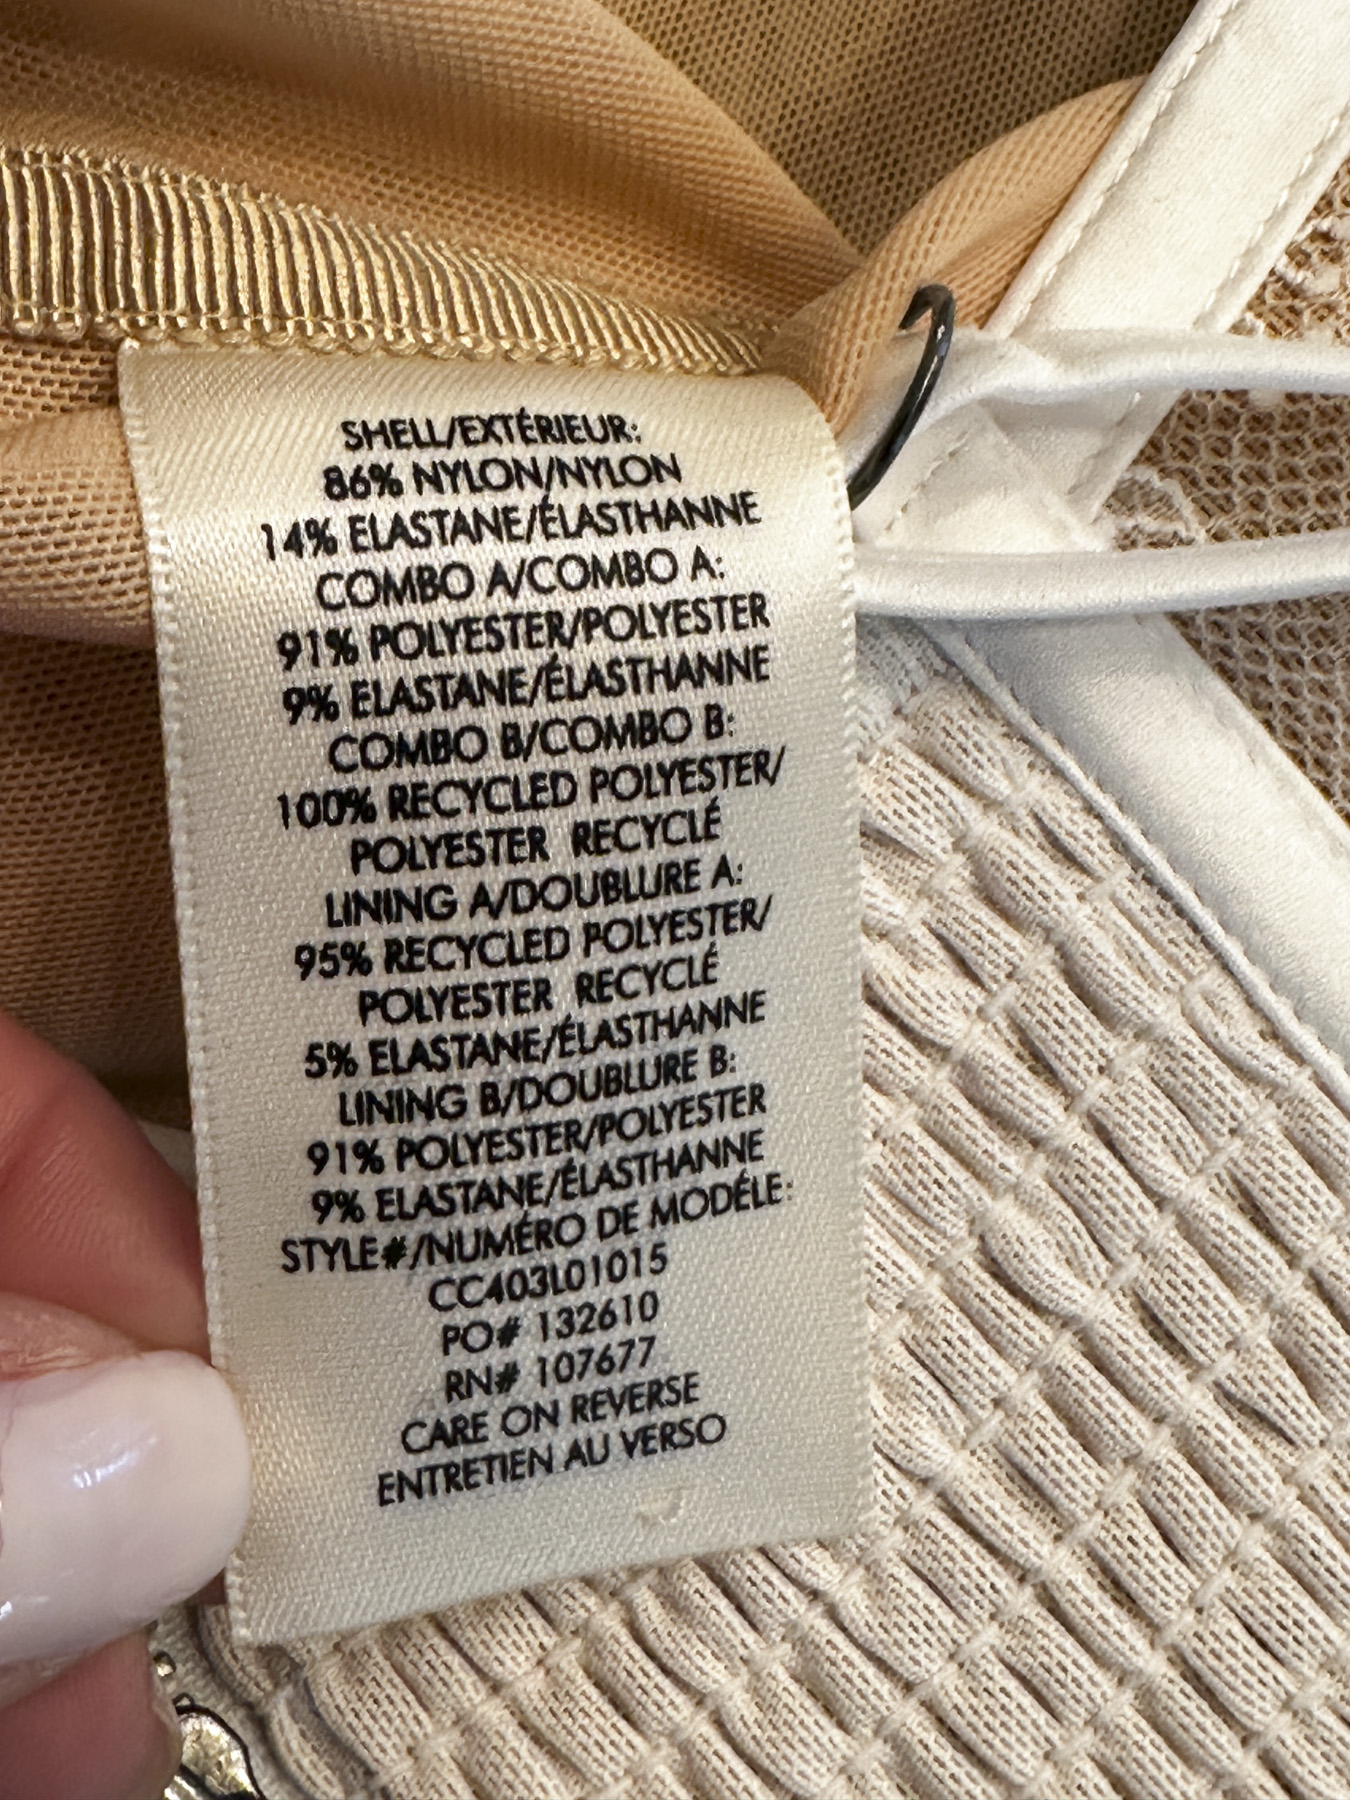 SHELL/EXTÉRIEUR:
86% NYLON/NYLON
14% ELASTANE/ÉLASTHANNE
COMBO A/COMBO A:
91% POLYESTER/POLYESTER
9% ELASTANE/ÉLASTHANNE
COMBO B/COMBO B:
100% RECYCLED POLYESTER/
POLYESTER RECYCLÉ
LINING A/DOUBLURE A:
95% RECYCLED POLYESTER/
POLYESTER RECYCLÉ
5% ELASTANE/ÉLASTHANNE
LINING B/DOUBLURE B:
91% POLYESTER/POLYESTER
9% ELASTANE/ÉLASTHANNE
STYLE#/NUMÉRO DE MODÉLE:
CC403L01015
PO# 132610
RN# 107677
CARE ON REVERSE
ENTRETIEN AU VERSO